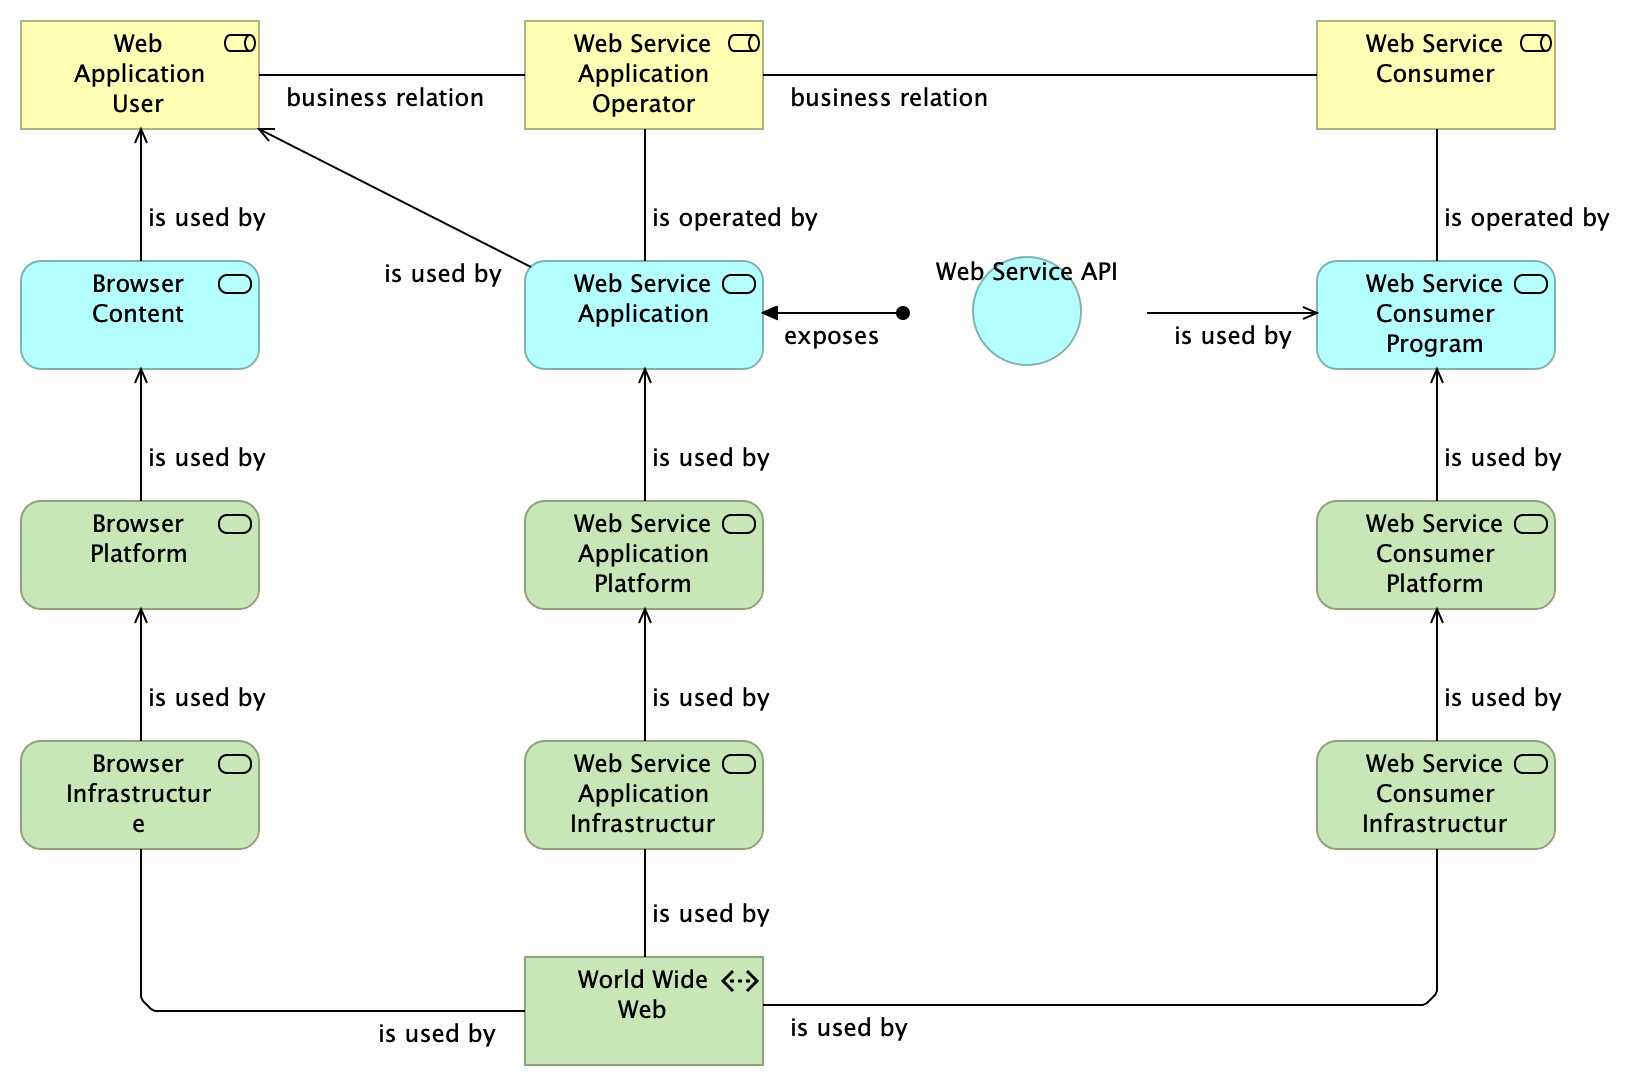 Web
Application
User
business relation
Web Service
Application
Operator
business relation
Web Service
Consumer
is used by
is used by
is operated by
is operated by
Browser
Content
Web Service
Application
exposes
Web Service API
is used by
Web Service
Consumer
Program
is used by
is used by
is used by
Browser
Platform
Web Service
Application
Platform
Web Service
Consumer
Platform
is used by
is used by
is used by
Browser
Infrastructur
e
Web Service
Application
Infrastructur
Web Service
Consumer
Infrastructur
is used by
World Wide
Web
is used by
is used by